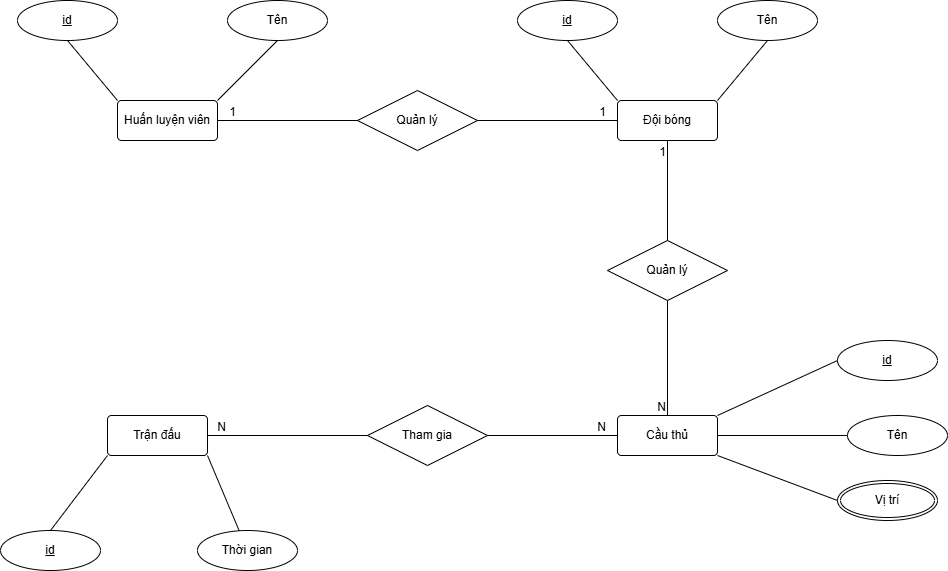 id
Tên
id
Tên
Huấn luyện viên
1
Quản lý
1
Đội bóng
1
Quản lý
id
N
Trận đấu
N
Tham gia
N
Cầu thủ
Tên
Vị trí
id
Thời gian